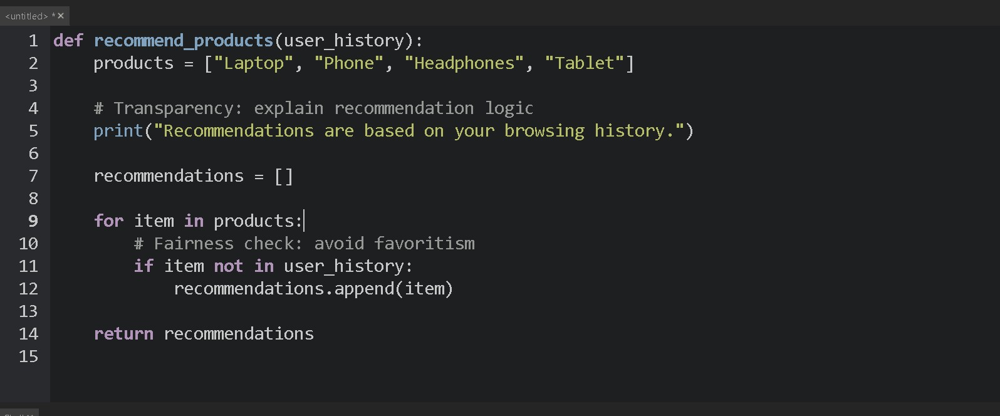 <untitled> * ×
1 def recommend_products(user_history):
2     products = ["Laptop", "Phone", "Headphones", "Tablet"]
3
4     # Transparency: explain recommendation logic
5     print("Recommendations are based on your browsing history.")
6
7     recommendations = []
8
9     for item in products:
10         # Fairness check: avoid favoritism
11         if item not in user_history:
12             recommendations.append(item)
13
14     return recommendations
15